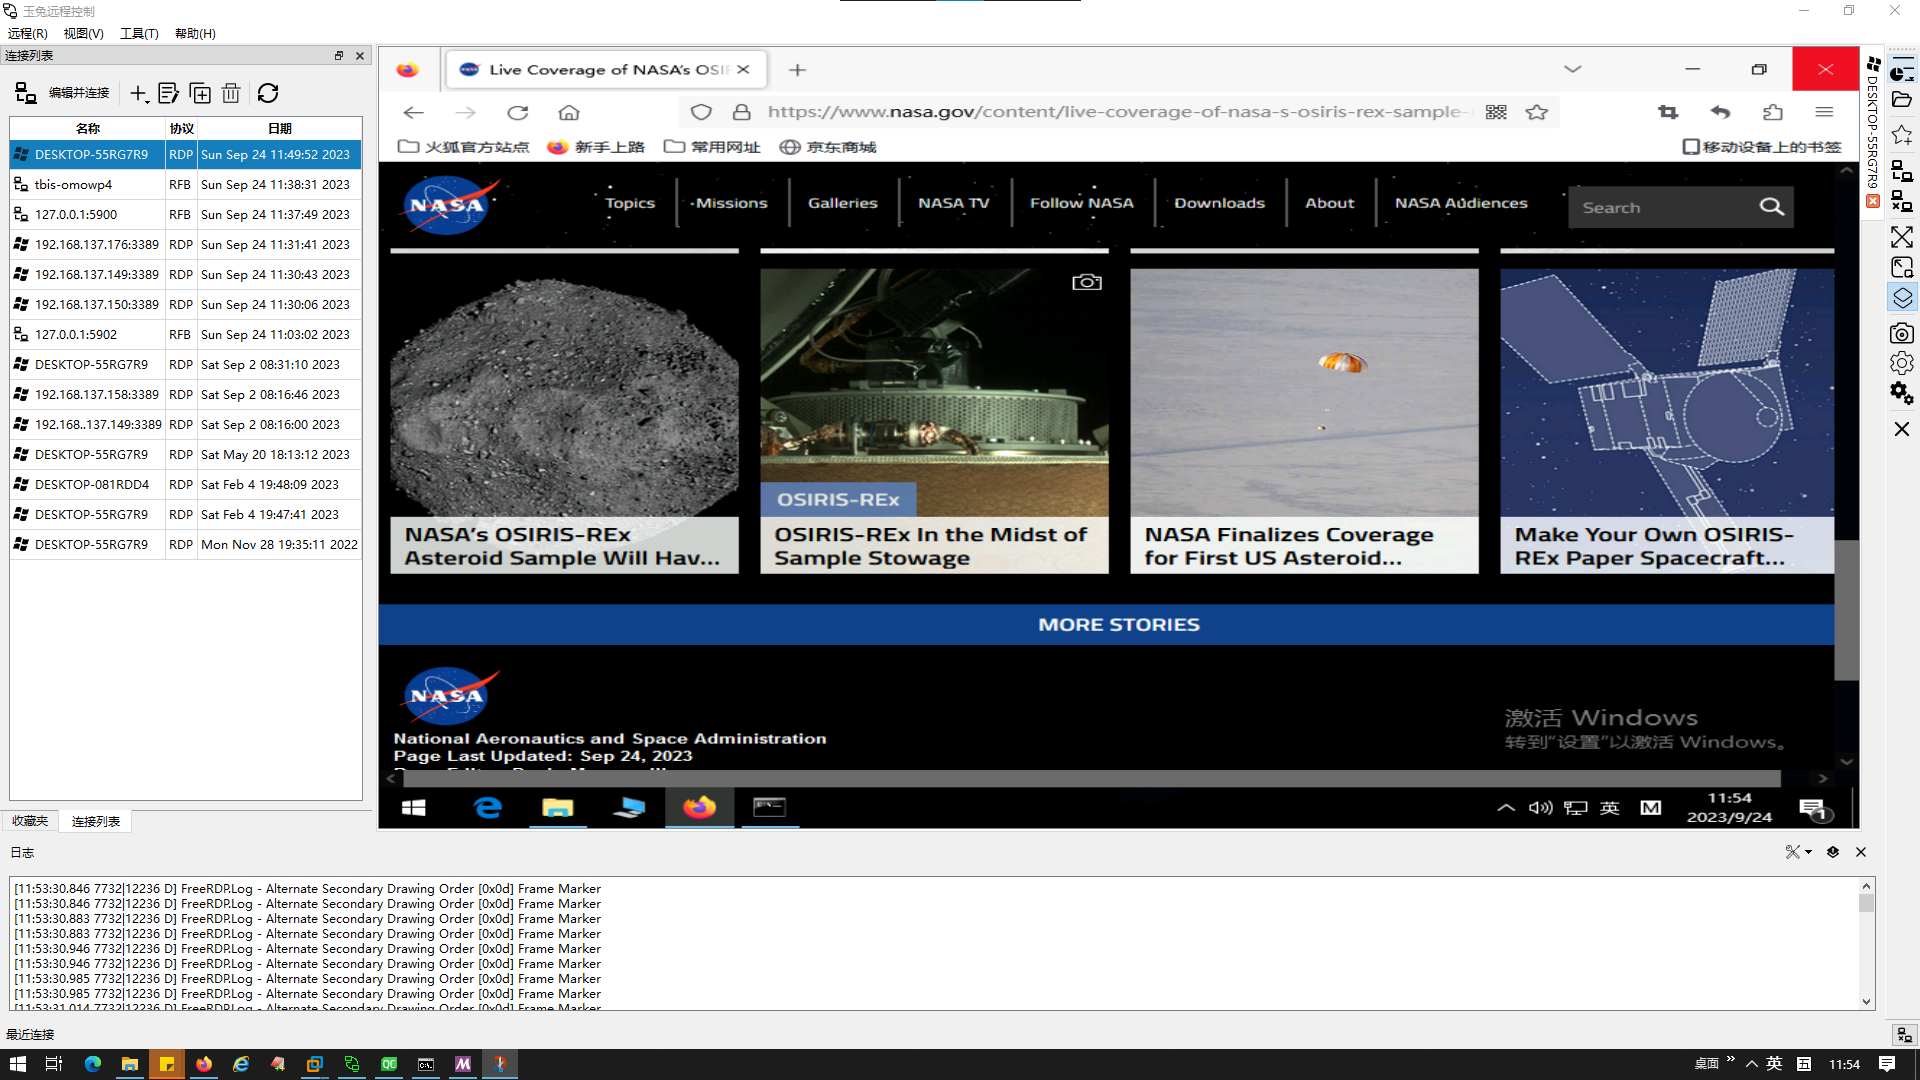 玉兔远程控制
远程(R) 视图(V) 工具(T) 帮助(H)
连接列表
编辑并连接
名称 协议 日期
DESKTOP-55RG7R9 RDP Sun Sep 24 11:49:52 2023
tbis-omowp4 RFB Sun Sep 24 11:38:31 2023
127.0.0.1:5900 RFB Sun Sep 24 11:37:49 2023
192.168.137.176:3389 RDP Sun Sep 24 11:31:41 2023
192.168.137.149:3389 RDP Sun Sep 24 11:30:43 2023
192.168.137.150:3389 RDP Sun Sep 24 11:30:06 2023
127.0.0.1:5902 RFB Sun Sep 24 11:03:02 2023
DESKTOP-55RG7R9 RDP Sat Sep 2 08:31:10 2023
192.168.137.158:3389 RDP Sat Sep 2 08:16:46 2023
192.168..137.149:3389 RDP Sat Sep 2 08:16:00 2023
DESKTOP-55RG7R9 RDP Sat May 20 18:13:12 2023
DESKTOP-081RDD4 RDP Sat Feb 4 19:48:09 2023
DESKTOP-55RG7R9 RDP Sat Feb 4 19:47:41 2023
DESKTOP-55RG7R9 RDP Mon Nov 28 19:35:11 2022
收藏夹 连接列表
Live Coverage of NASA's OSIR
https://www.nasa.gov/content/live-coverage-of-nasa-s-osiris-rex-sample-
火狐官方站点 新手上路 常用网址 京东商城 移动设备上的书签
NASA Topics Missions Galleries NASA TV Follow NASA Downloads About NASA Audiences Search
OSIRIS-REx
NASA's OSIRIS-REx
Asteroid Sample Will Hav...
OSIRIS-REx In the Midst of
Sample Stowage
NASA Finalizes Coverage
for First US Asteroid...
Make Your Own OSIRIS-
REx Paper Spacecraft...
MORE STORIES
NASA
National Aeronautics and Space Administration
Page Last Updated: Sep 24, 2023
激活 Windows
转到"设置"以激活 Windows。
英 M 11:54
2023/9/24
1
DESKTOP-55RG7R9
日志
[11:53:30.846 7732|12236 D] FreeRDP.Log - Alternate Secondary Drawing Order [0x0d] Frame Marker
[11:53:30.846 7732|12236 D] FreeRDP.Log - Alternate Secondary Drawing Order [0x0d] Frame Marker
[11:53:30.883 7732|12236 D] FreeRDP.Log - Alternate Secondary Drawing Order [0x0d] Frame Marker
[11:53:30.883 7732|12236 D] FreeRDP.Log - Alternate Secondary Drawing Order [0x0d] Frame Marker
[11:53:30.946 7732|12236 D] FreeRDP.Log - Alternate Secondary Drawing Order [0x0d] Frame Marker
[11:53:30.946 7732|12236 D] FreeRDP.Log - Alternate Secondary Drawing Order [0x0d] Frame Marker
[11:53:30.985 7732|12236 D] FreeRDP.Log - Alternate Secondary Drawing Order [0x0d] Frame Marker
[11:53:30.985 7732|12236 D] FreeRDP.Log - Alternate Secondary Drawing Order [0x0d] Frame Marker
[11:53:31.014 7732|12236 D] FreeRDP.Log - Alternate Secondary Drawing Order [0x0d] Frame Marker
最近连接
QC M 桌面 英 五 11:54